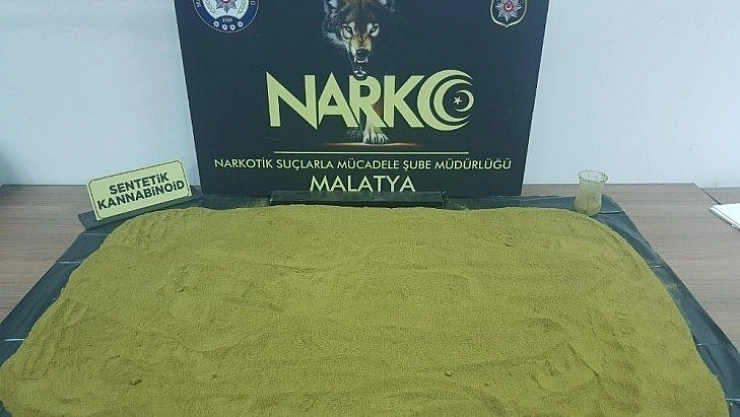 NARKO
NARKOTİK SUÇLARLA MÜCADELE ŞUBE MÜDÜRLÜĞÜ
MALATYA
SENTETİK
KANNABİNOİD